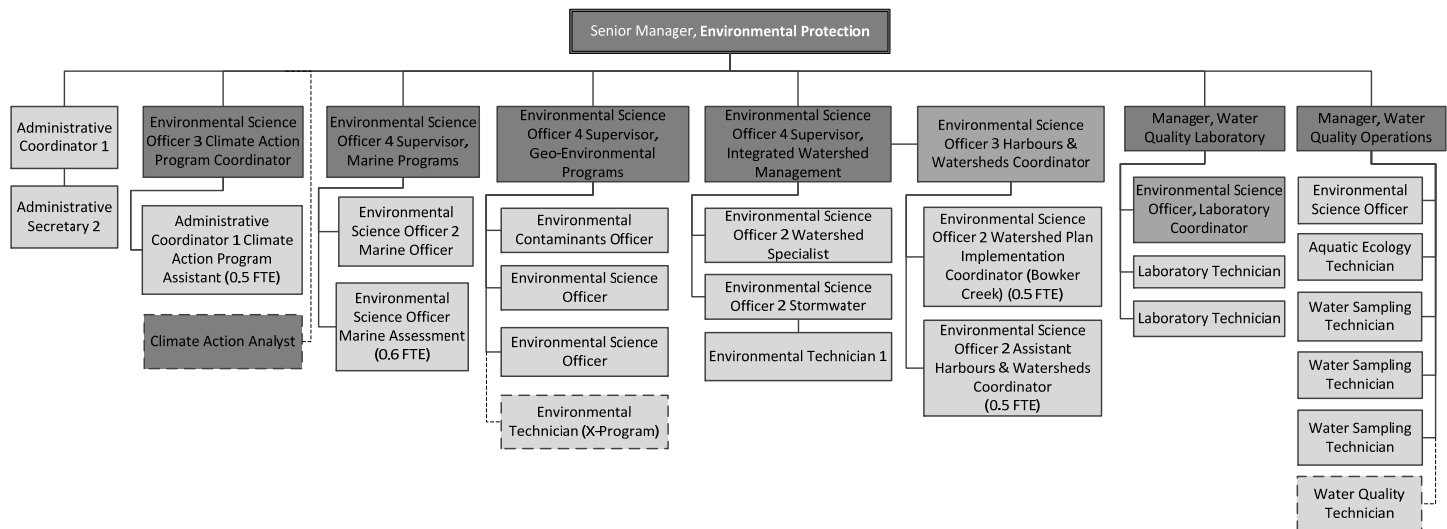 Senior Manager, Environmental Protection
Administrative
Coordinator 1
Administrative
Secretary 2
Environmental Science
Officer 3 Climate Action
Program Coordinator
Administrative
Coordinator 1 Climate
Action Program
Assistant (0.5 FTE)
Climate Action Analyst
Environmental Science
Officer 4 Supervisor,
Marine Programs
Environmental
Science Officer 2
Marine Officer
Environmental
Science Officer
Marine Assessment
(0.6 FTE)
Environmental Science
Officer 4 Supervisor,
Geo-Environmental
Programs
Environmental
Contaminants Officer
Environmental Science
Officer
Environmental Science
Officer
Environmental
Technician (X-Program)
Environmental Science
Officer 4 Supervisor,
Integrated Watershed
Management
Environmental Science
Officer 2 Watershed
Specialist
Environmental Science
Officer 2 Stormwater
Environmental Technician 1
Environmental Science
Officer 3 Harbours &
Watersheds Coordinator
Environmental Science
Officer 2 Watershed Plan
Implementation
Coordinator (Bowker
Creek) (0.5 FTE)
Environmental Science
Officer 2 Assistant
Harbours & Watersheds
Coordinator
(0.5 FTE)
Manager, Water
Quality Laboratory
Environmental Science
Officer, Laboratory
Coordinator
Laboratory Technician
Laboratory Technician
Manager, Water
Quality Operations
Environmental
Science Officer
Aquatic Ecology
Technician
Water Sampling
Technician
Water Sampling
Technician
Water Sampling
Technician
Water Quality
Technician